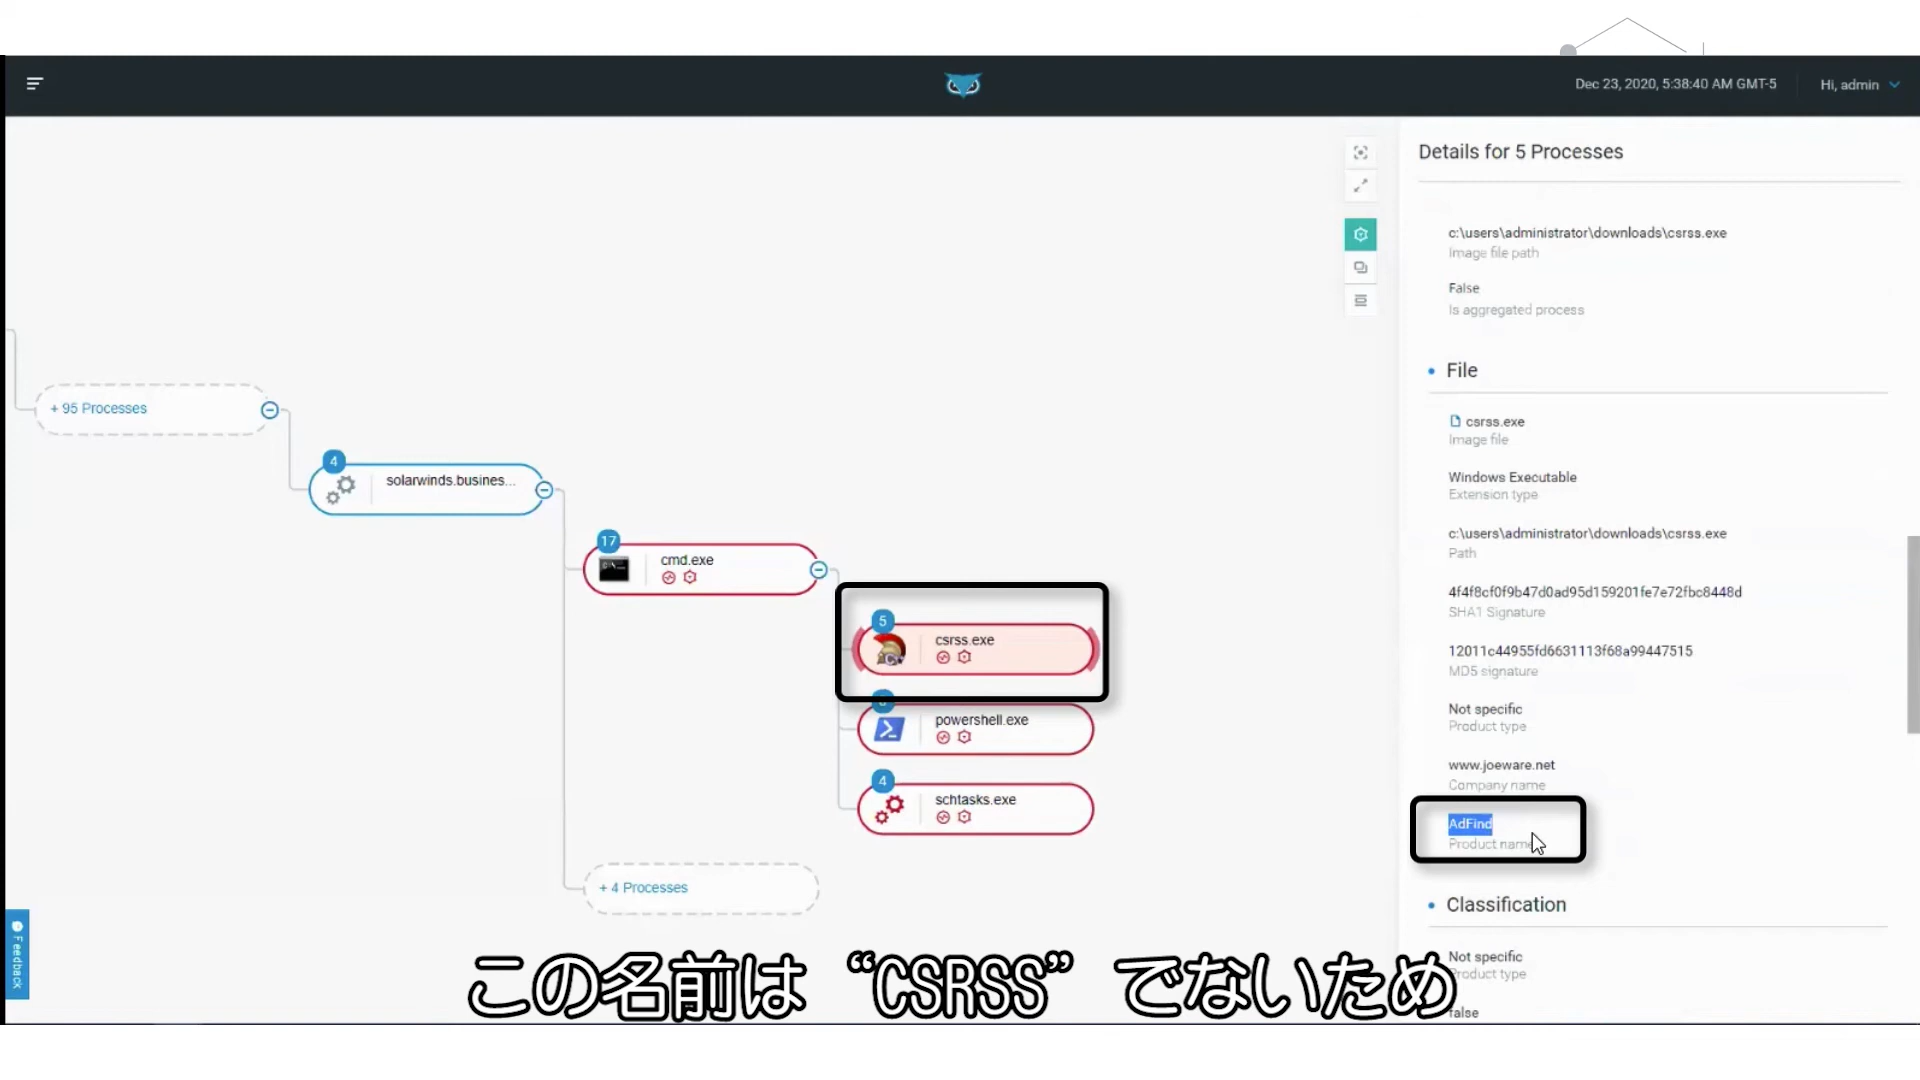 Dec 23, 2020, 5:38:40 AM GMT-5
Hi, admin
Details for 5 Processes
c:\users\administrator\downloads\csrss.exe
Image file path
False
Is aggregated process
File
csrss.exe
Image file
Windows Executable
Extension type
c:\users\administrator\downloads\csrss.exe
Path
4f4f8cf0f9b47d0ad95d159201fe7e72fbc8448d
SHA1 Signature
12011c44955fd6631113f68a99447515
MD5 signature
Not specific
Product type
www.joeware.net
Company name
AdFind
Product name
Classification
Not specific
Product type
false
+ 95 Processes
4
solarwinds.busines...
17
cmd.exe
5
csrss.exe
powershell.exe
4
schtasks.exe
+ 4 Processes
Feedback
この名前は“CSRSS”でないため